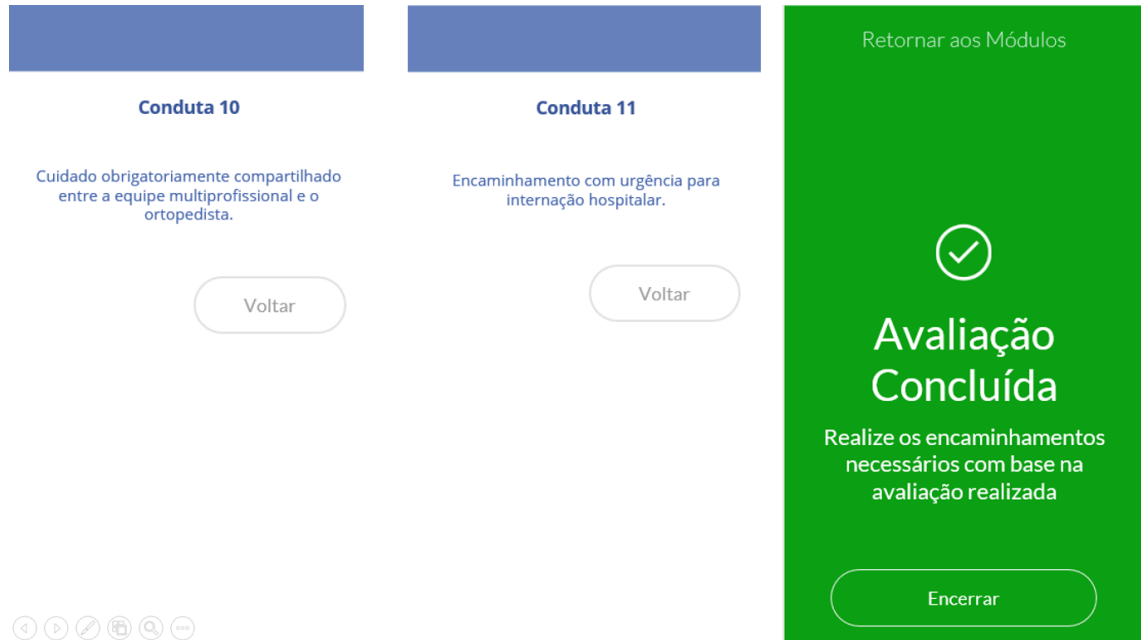 Conduta 10
Cuidado obrigatoriamente compartilhado
entre a equipe multiprofissional e o
ortopedista.
Voltar
Conduta 11
Encaminhamento com urgência para
internação hospitalar.
Voltar
Retornar aos Módulos
Avaliação
Concluída
Realize os encaminhamentos
necessários com base na
avaliação realizada
Encerrar